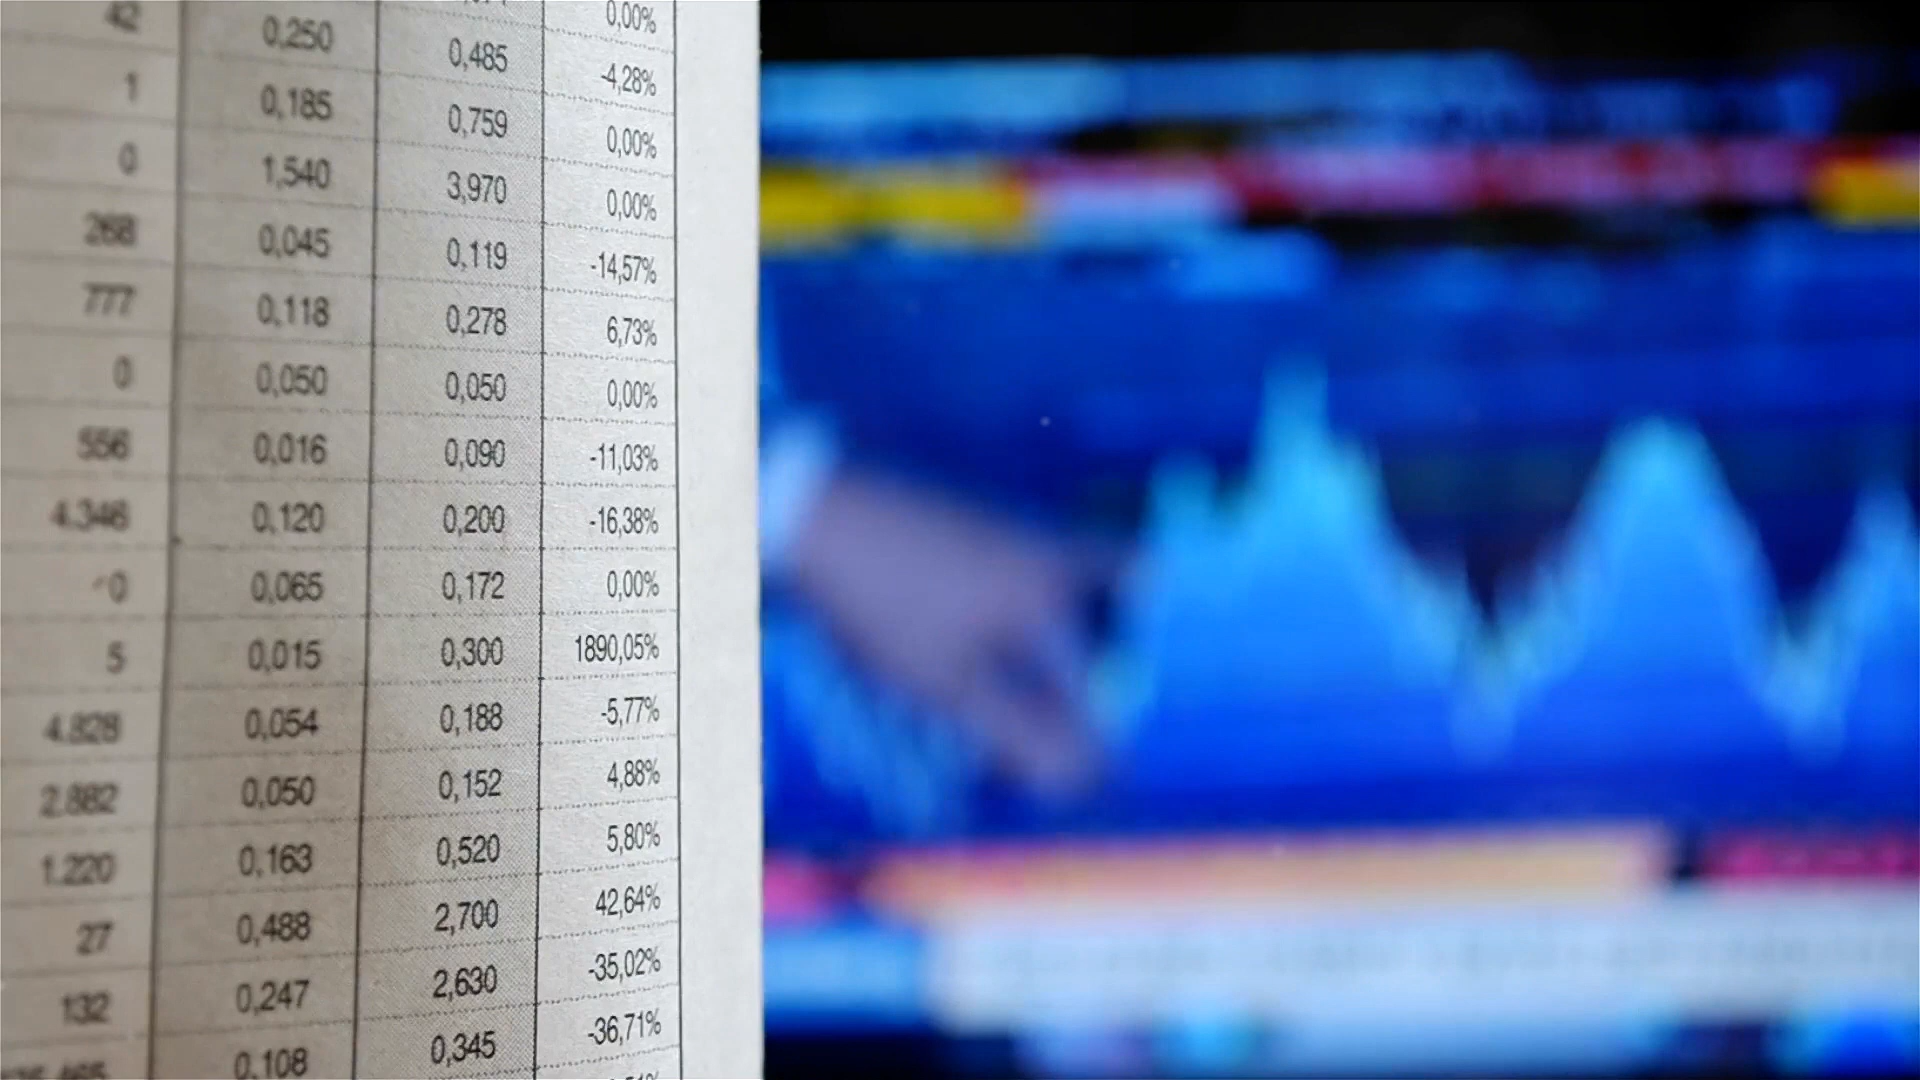 0,00%
42 0,250 0,485 -4,28%
1 0,185 0,759 0,00%
0 1,540 3,970 0,00%
268 0,045 0,119 -14,57%
777 0,118 0,278 6,73%
0 0,050 0,050 0,00%
556 0,016 0,090 -11,03%
4.346 0,120 0,200 -16,38%
0 0,065 0,172 0,00%
5 0,015 0,300 1890,05%
4.828 0,054 0,188 -5,77%
2.882 0,050 0,152 4,88%
1.220 0,163 0,520 5,80%
27 0,488 2,700 42,64%
132 0,247 2,630 -35,02%
0,108 0,345 -36,71%